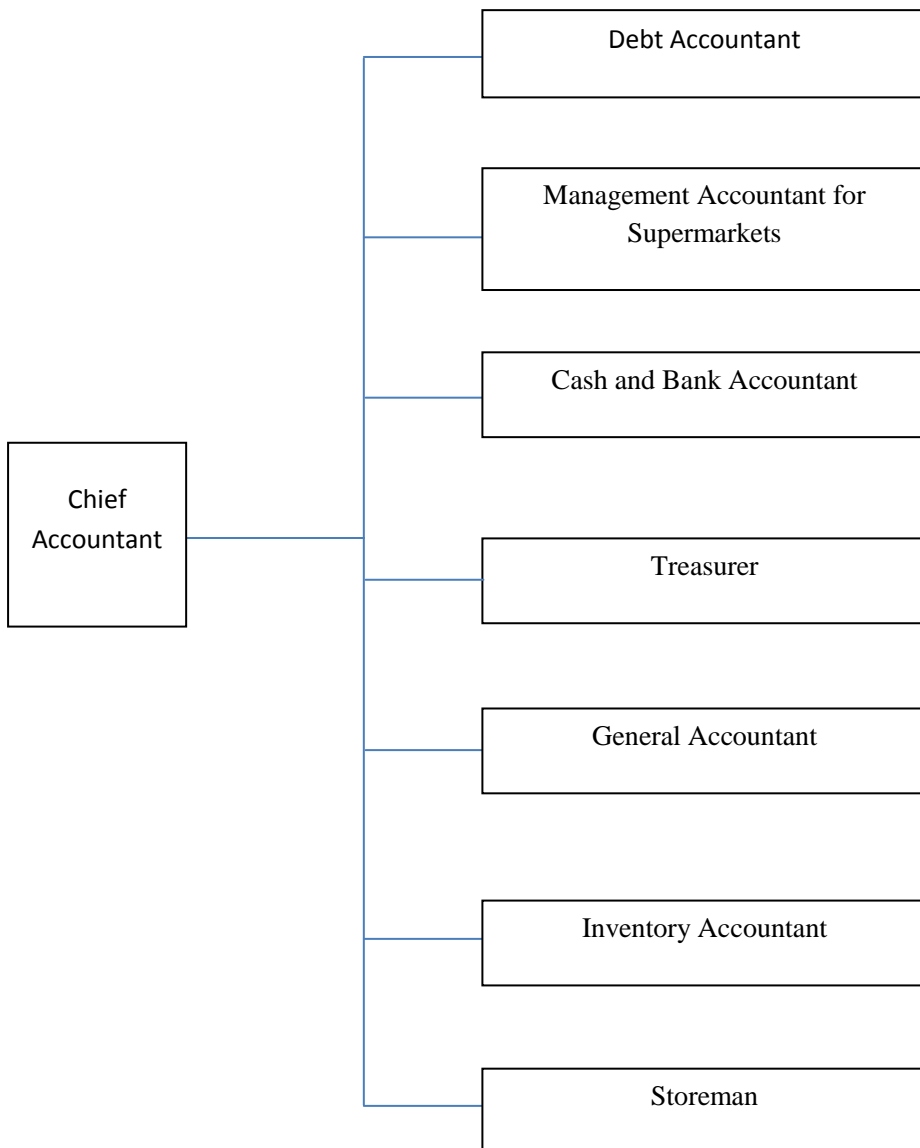 Debt Accountant
Management Accountant for
Supermarkets
Cash and Bank Accountant
Chief
Accountant
Treasurer
General Accountant
Inventory Accountant
Storeman